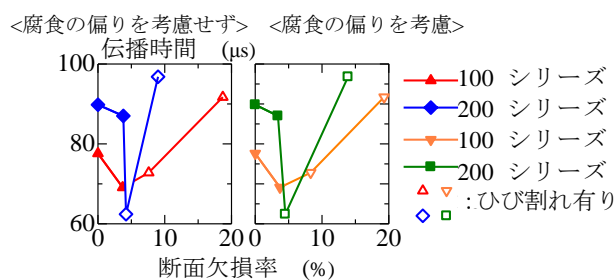 <腐食の偏りを考慮せず> <腐食の偏りを考慮>
伝播時間 (μs)
100
80
60
0 10 20 0 10 20
断面欠損率 (%)
100 シリーズ
200 シリーズ
100 シリーズ
200 シリーズ
:ひび割れ有り